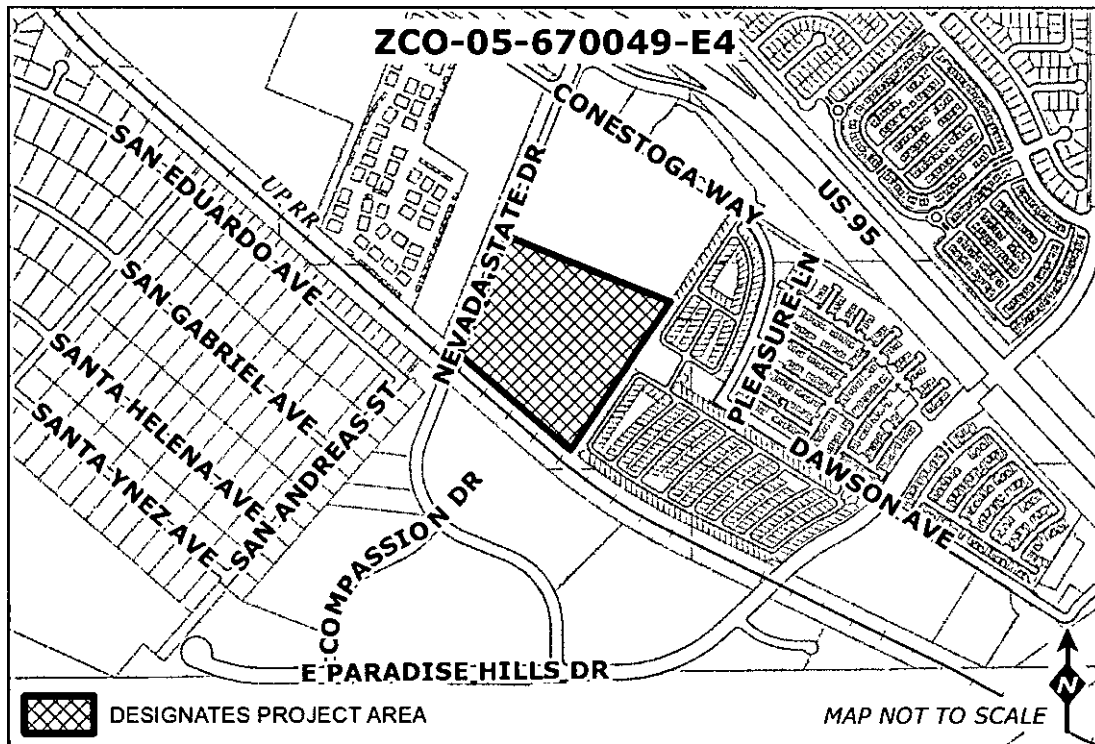 ZCO-05-670049-E4
CONESTOGA WAY
US 95
NEVADA STATE DR
SAN EDUARDO AVE
UP RR
SAN GABRIEL AVE
PLEASURE LN
SANTA HELENA AVE
SANTA YNEZ AVE
SAN ANDREAS ST
DAWSON AVE
COMPASSION DR
E PARADISE HILLS DR
DESIGNATES PROJECT AREA
MAP NOT TO SCALE
N